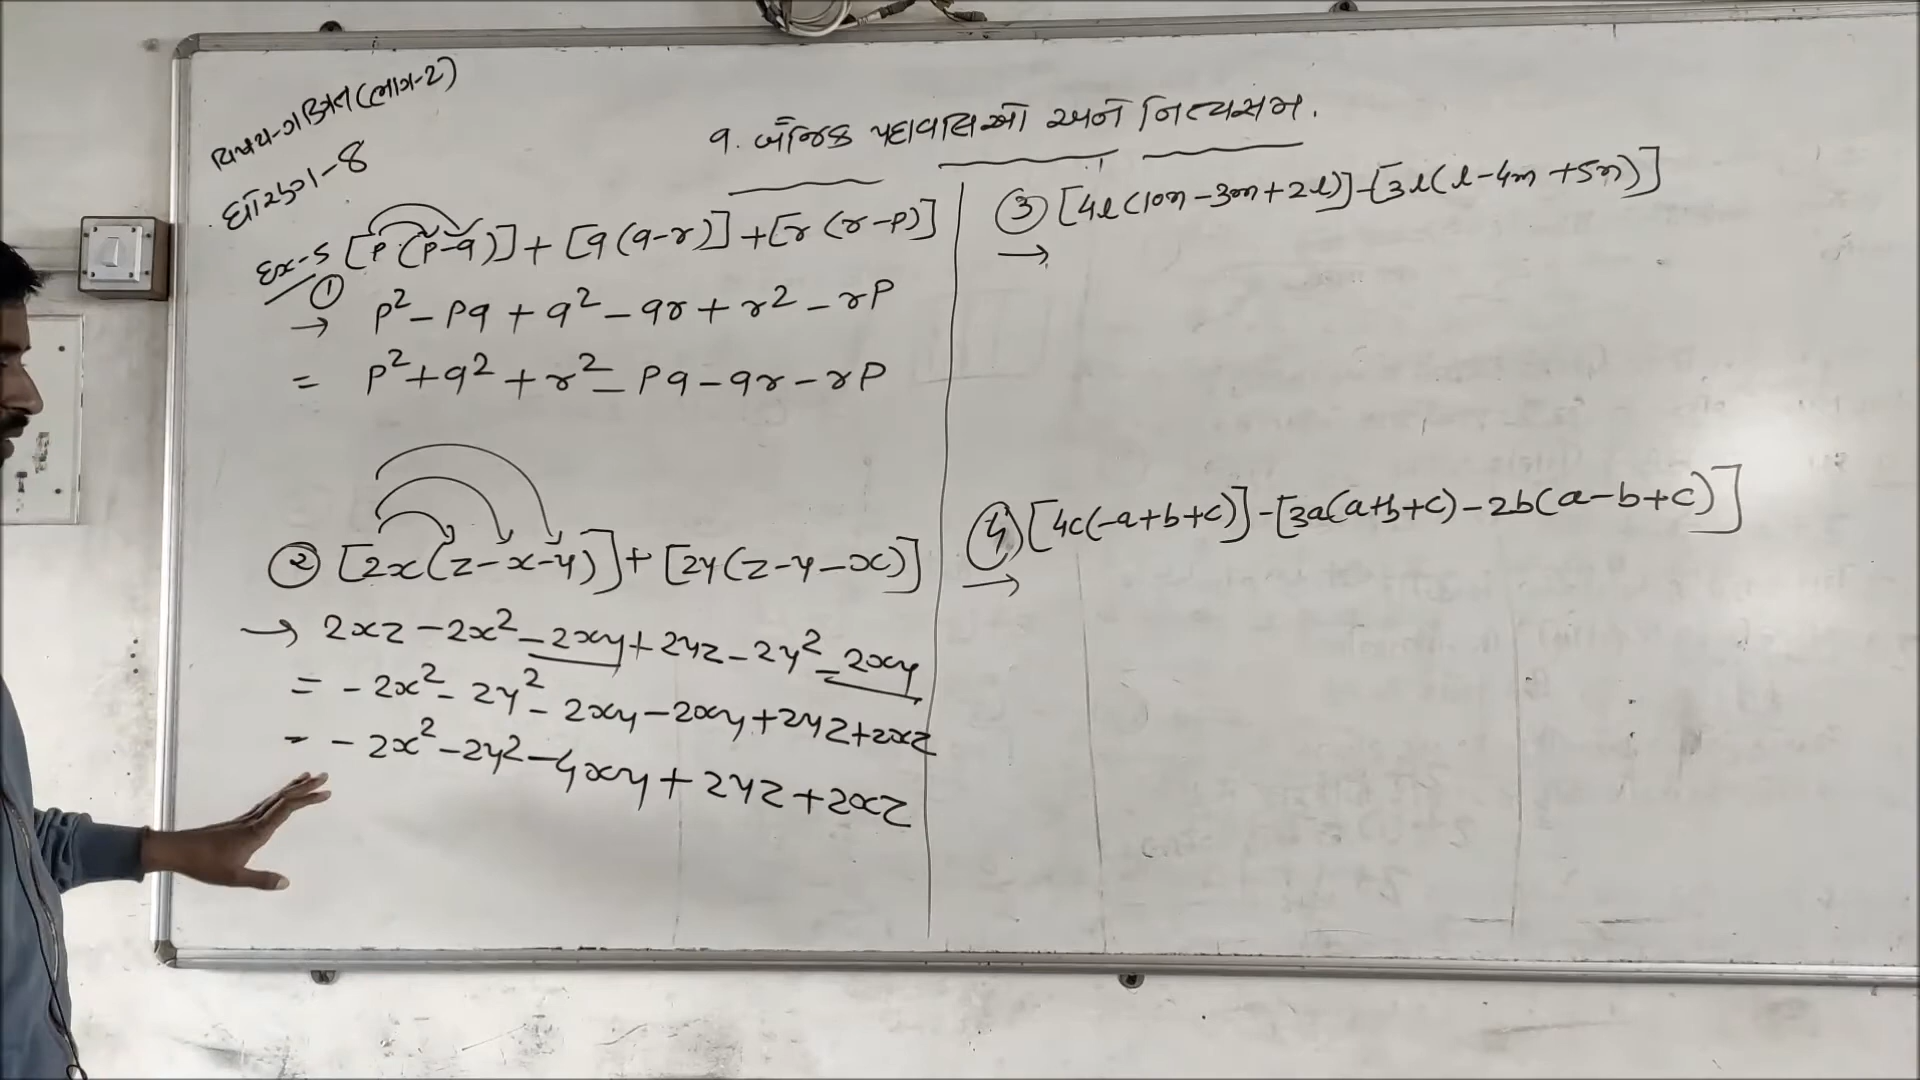 વિષય-ગણિત(ભાગ-2)
ધોરણ-8
9. બૈજિક પદાવલિઓ અને નિત્યસમ.
Ex-5 [P (P-q)] + [q (q-r)] + [r (r-P)]
① → P² - Pq + q² - qr + r² - rP
= P² + q² + r² - Pq - qr - rP
② [2x(z-x-y)] + [2y(z-y-x)]
→ 2xz - 2x² - 2xy + 2yz - 2y² - 2xy
= - 2x² - 2y² - 2xy - 2xy + 2yz + 2xz
= - 2x² - 2y² - 4xy + 2yz + 2xz
③ [4l(10n - 3m + 2l)] - [3l(l - 4m + 5n)]
→
④ [4c(-a+b+c)] - [3a(a+b+c) - 2b(a-b+c)]
→